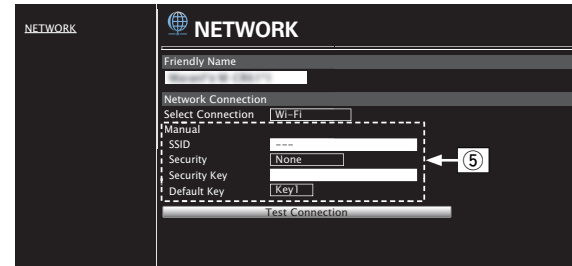 NETWORK
NETWORK
Friendly Name
Network Connection
Select Connection Wi-Fi
Manual
SSID ---
Security None
⑤
Security Key
Default Key Key1
Test Connection